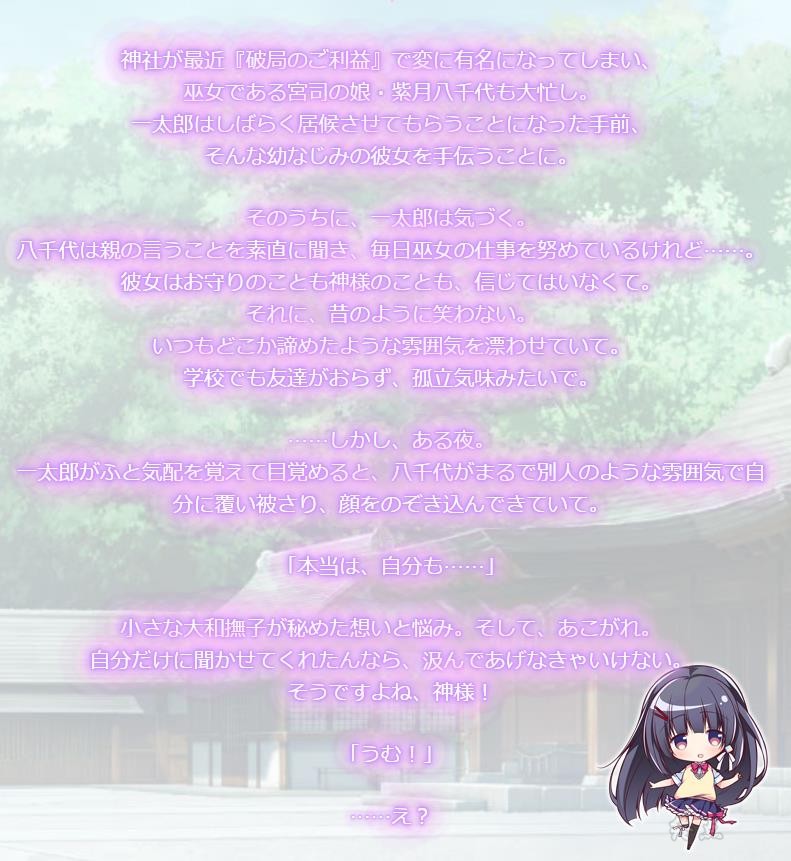 神社が最近『破局のご利益』で変に有名になってしまい、
巫女である宮司の娘・紫月八千代も大忙し。
一太郎はしばらく居候させてもらうことになった手前、
そんな幼なじみの彼女を手伝うことに。
そのうちに、一太郎は気づく。
八千代は親の言うことを素直に聞き、毎日巫女の仕事を努めているけれど……。
彼女はお守りのことも神様のことも、信じてはいなくて。
それに、昔のように笑わない。
いつもどこか諦めたような雰囲気を漂わせていて。
学校でも友達がおらず、孤立気味みたいで。
……しかし、ある夜。
一太郎がふと気配を覚えて目覚めると、八千代がまるで別人のような雰囲気で自
分に覆い被さり、顔をのぞき込んできていて。
「本当は、自分も……」
小さな大和撫子が秘めた想いと悩み。そして、あこがれ。
自分だけに聞かせてくれたんなら、汲んであげなきゃいけない。
そうですよね、神様！
「うむ！」
……え？